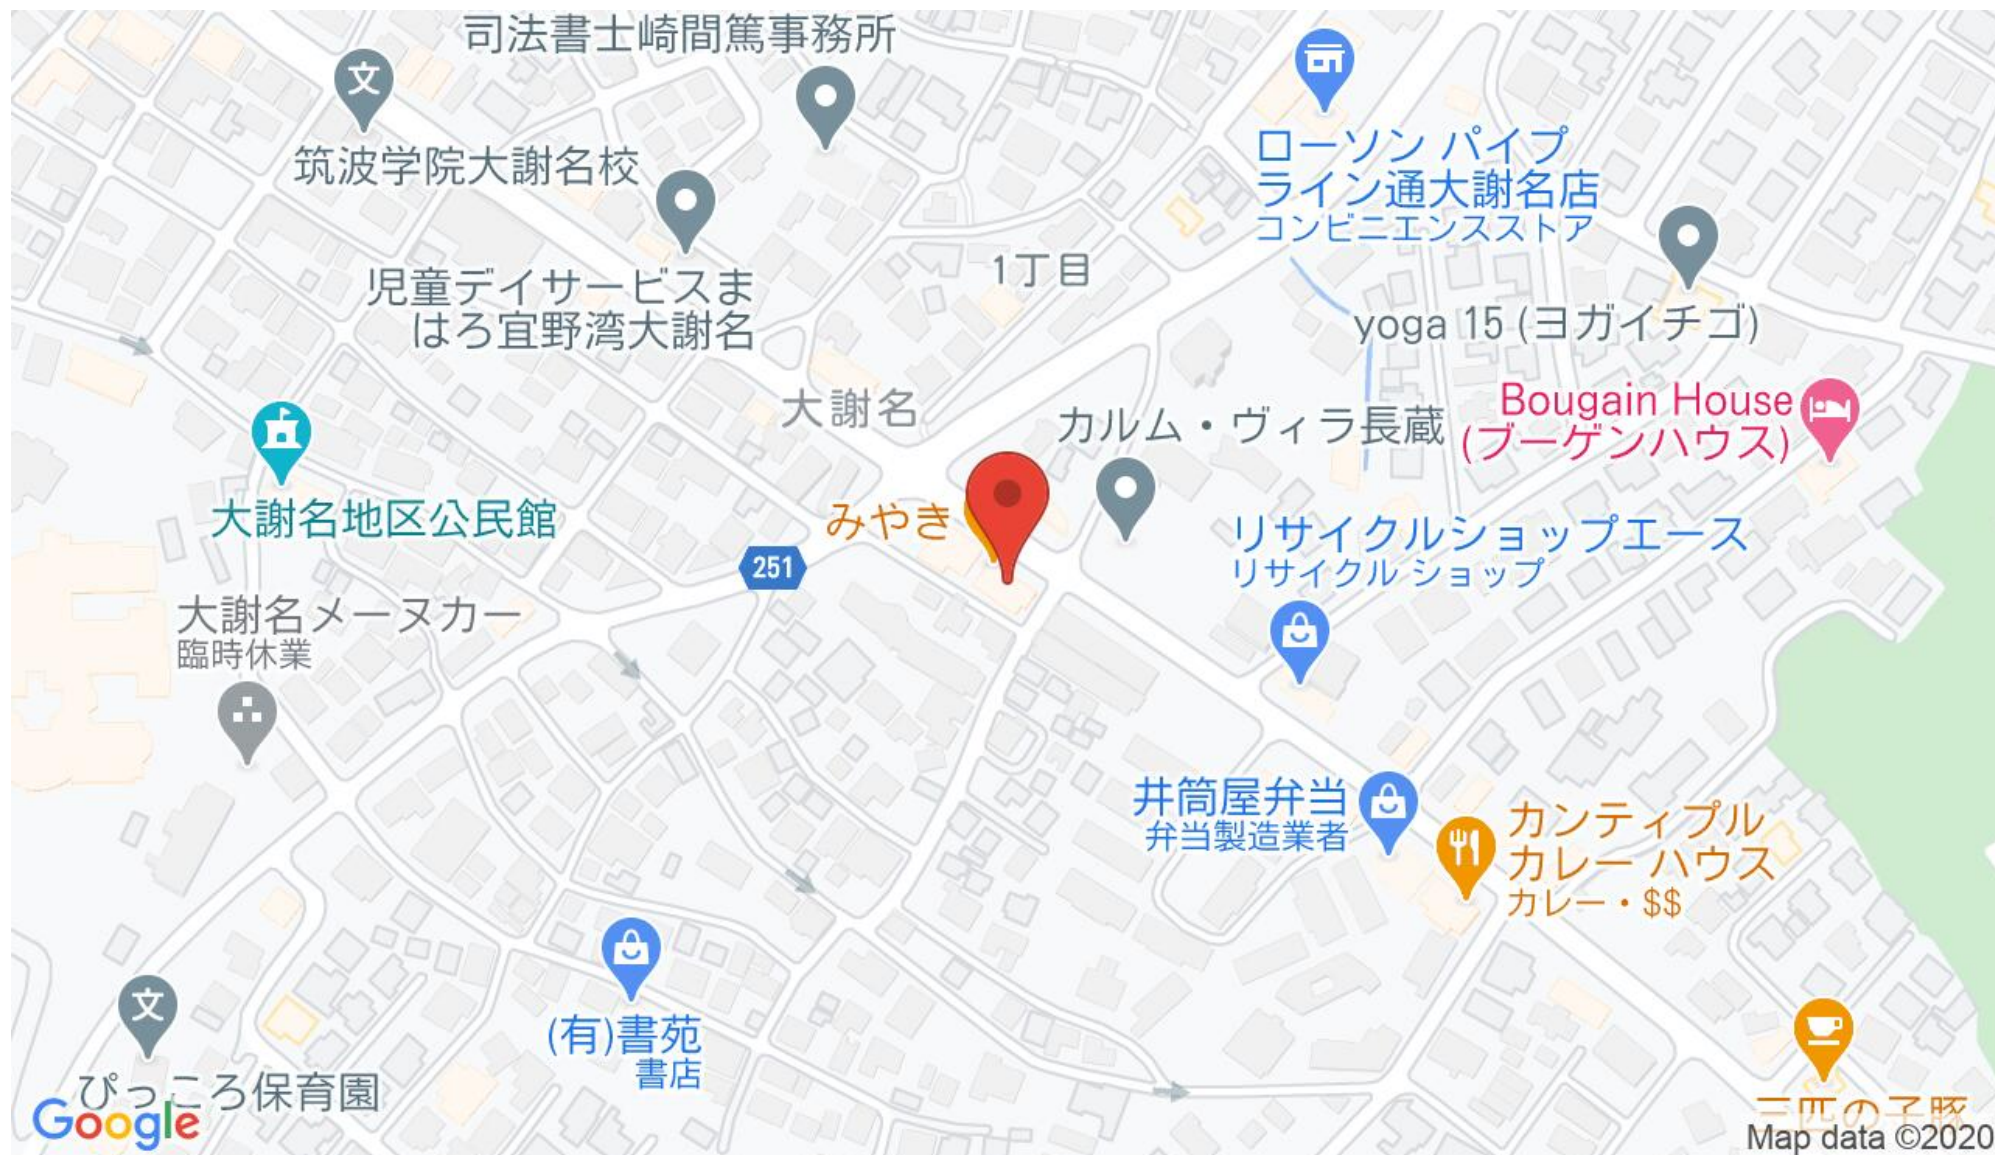 司法書士崎間篤事務所
文
筑波学院大謝名校
ローソン パイプ
ライン通大謝名店
コンビニエンスストア
児童デイサービスま
はろ宜野湾大謝名
1丁目
yoga 15 (ヨガイチゴ)
大謝名
カルム・ヴィラ長蔵
Bougain House
(ブーゲンハウス)
大謝名地区公民館
みやき
リサイクルショップエース
リサイクル ショップ
251
大謝名メーヌカー
臨時休業
井筒屋弁当
弁当製造業者
カンティプル
カレー ハウス
カレー・$$
(有)書苑
書店
文
ぴっころ保育園
三匹の子豚
Google
Map data ©2020